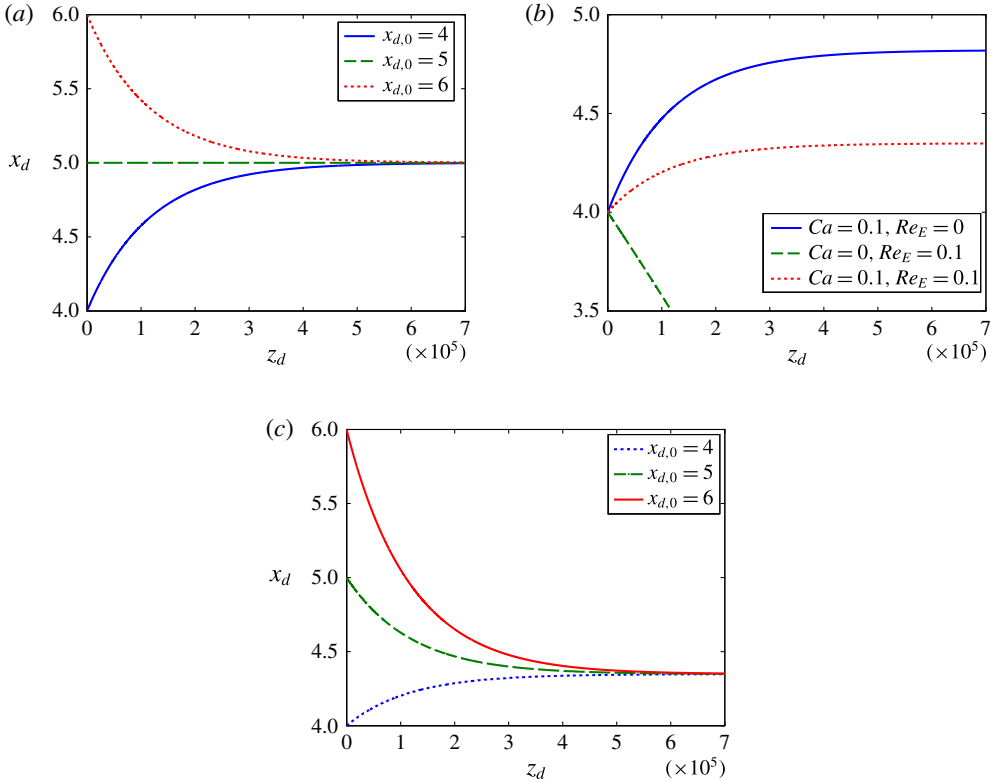 (a)
6.0
5.5
5.0
4.5
4.0
x_d
x_{d,0} = 4
x_{d,0} = 5
x_{d,0} = 6
0 1 2 3 4 5 6 7
z_d (×10^5)
(b)
5.0
4.5
4.0
3.5
Ca = 0.1, Re_E = 0
Ca = 0, Re_E = 0.1
Ca = 0.1, Re_E = 0.1
0 1 2 3 4 5 6 7
z_d (×10^5)
(c)
6.0
5.5
5.0
4.5
4.0
x_d
x_{d,0} = 4
x_{d,0} = 5
x_{d,0} = 6
0 1 2 3 4 5 6 7
z_d (×10^5)